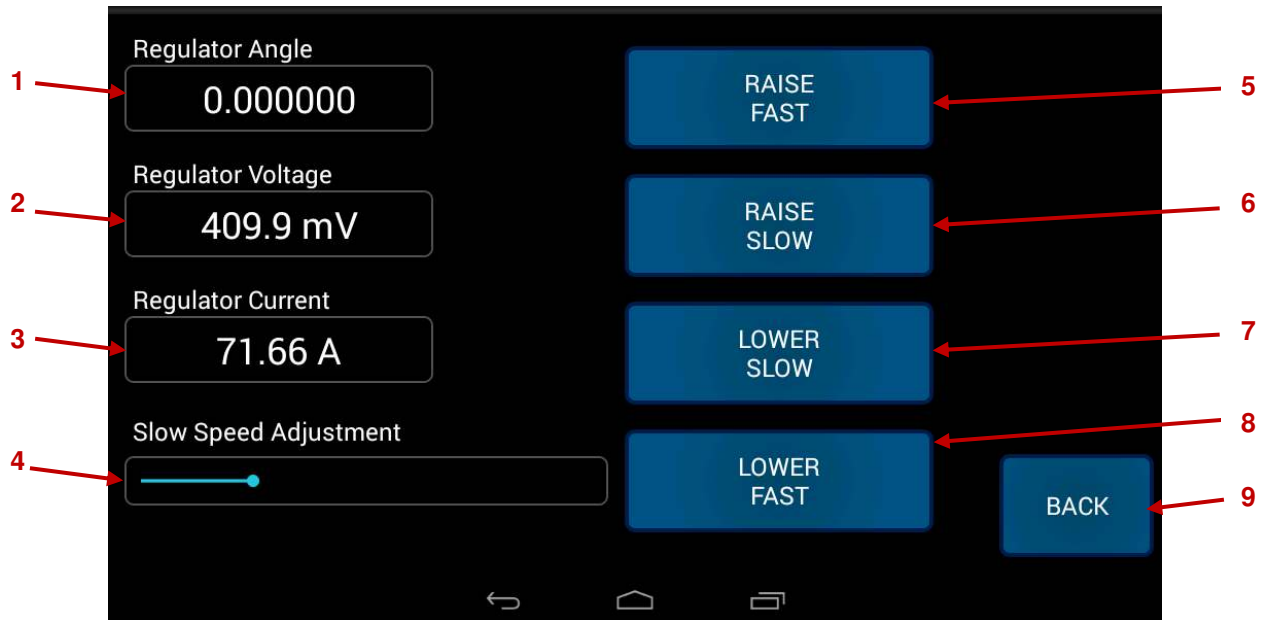 1
Regulator Angle
0.000000
2
Regulator Voltage
409.9 mV
3
Regulator Current
71.66 A
4
Slow Speed Adjustment
RAISE
FAST
5
RAISE
SLOW
6
LOWER
SLOW
7
LOWER
FAST
8
BACK
9